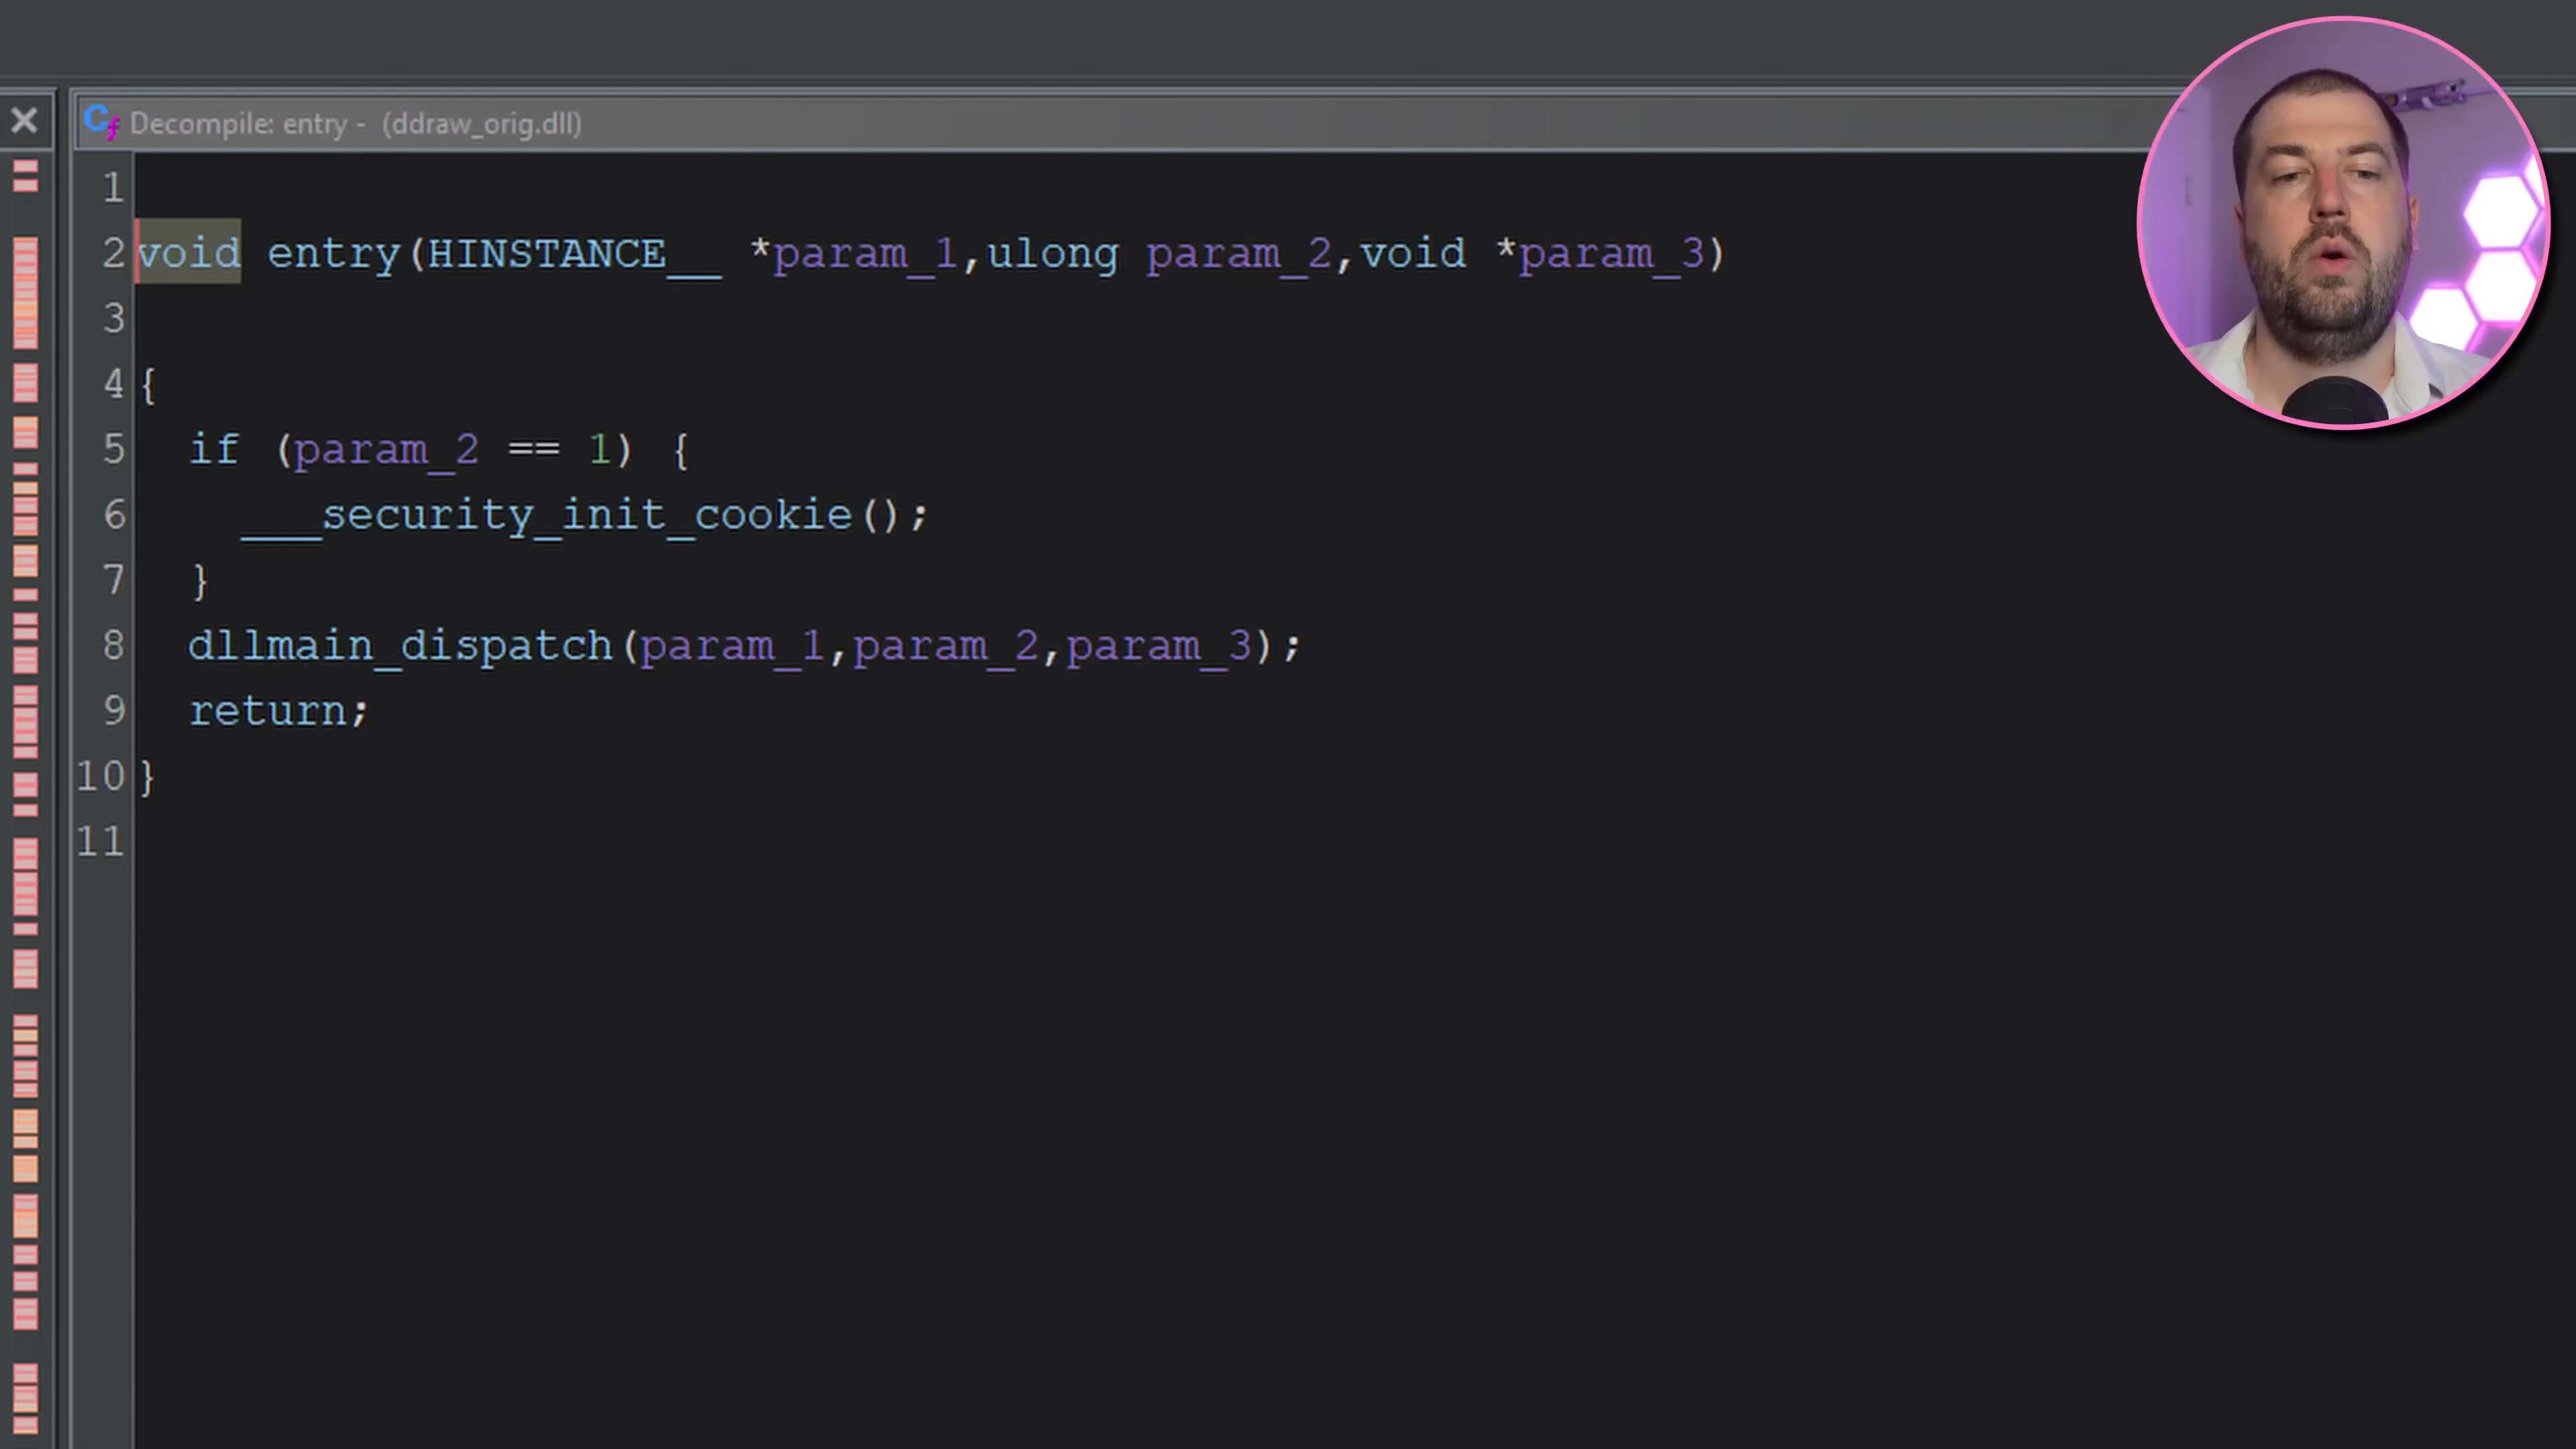 Decompile: entry - (ddraw_orig.dll)
1
2 void entry(HINSTANCE__ *param_1,ulong param_2,void *param_3)
3
4 {
5 if (param_2 == 1) {
6 ___security_init_cookie();
7 }
8 dllmain_dispatch(param_1,param_2,param_3);
9 return;
10 }
11